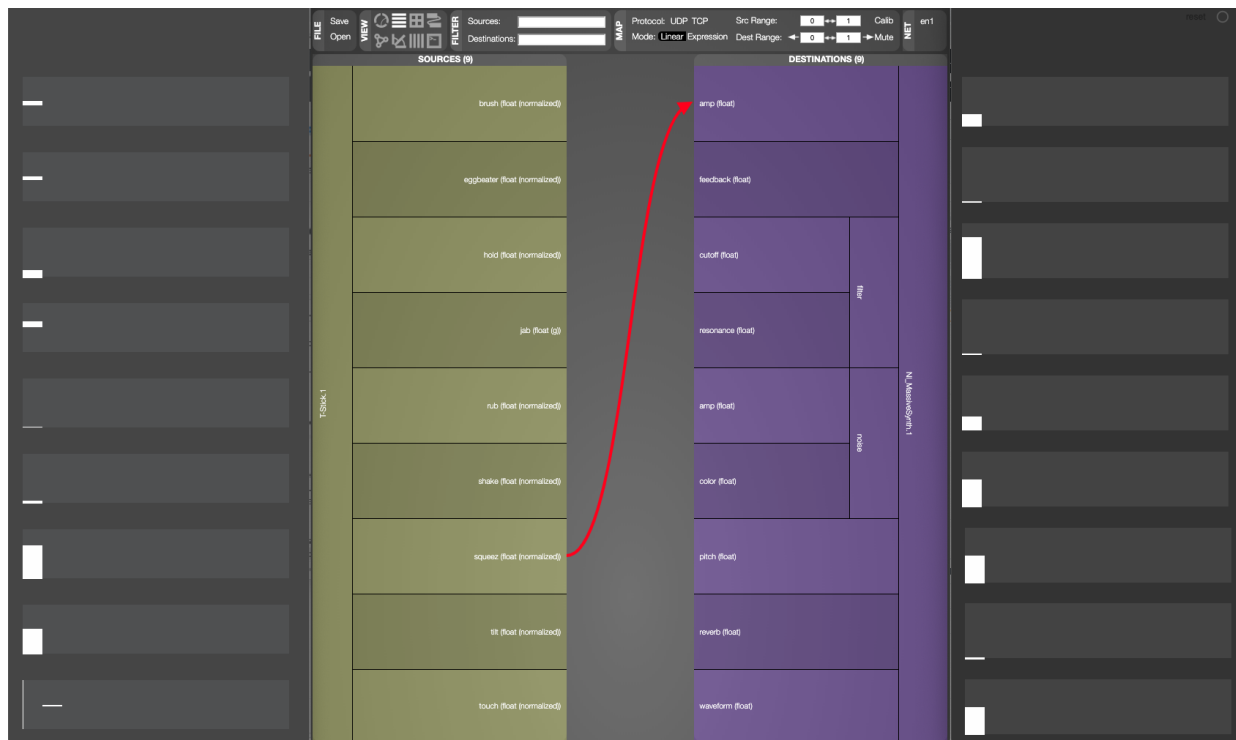 FILE
Save
Open
VIEW
FILTER
Sources:
Destinations:
MAP
Protocol: UDP TCP
Mode: Linear Expression
Src Range: 0 1 Calib
Dest Range: 0 1 Mute
NET
en1
SOURCES (9)
DESTINATIONS (9)
T-Stick.1
brush (float (normalized))
eggbeater (float (normalized))
hold (float (normalized))
jab (float (g))
rub (float (normalized))
shake (float (normalized))
squeez (float (normalized))
tilt (float (normalized))
touch (float (normalized))
amp (float)
feedback (float)
cutoff (float)
resonance (float)
filter
amp (float)
color (float)
noise
pitch (float)
reverb (float)
waveform (float)
NI_MassiveSynth.1